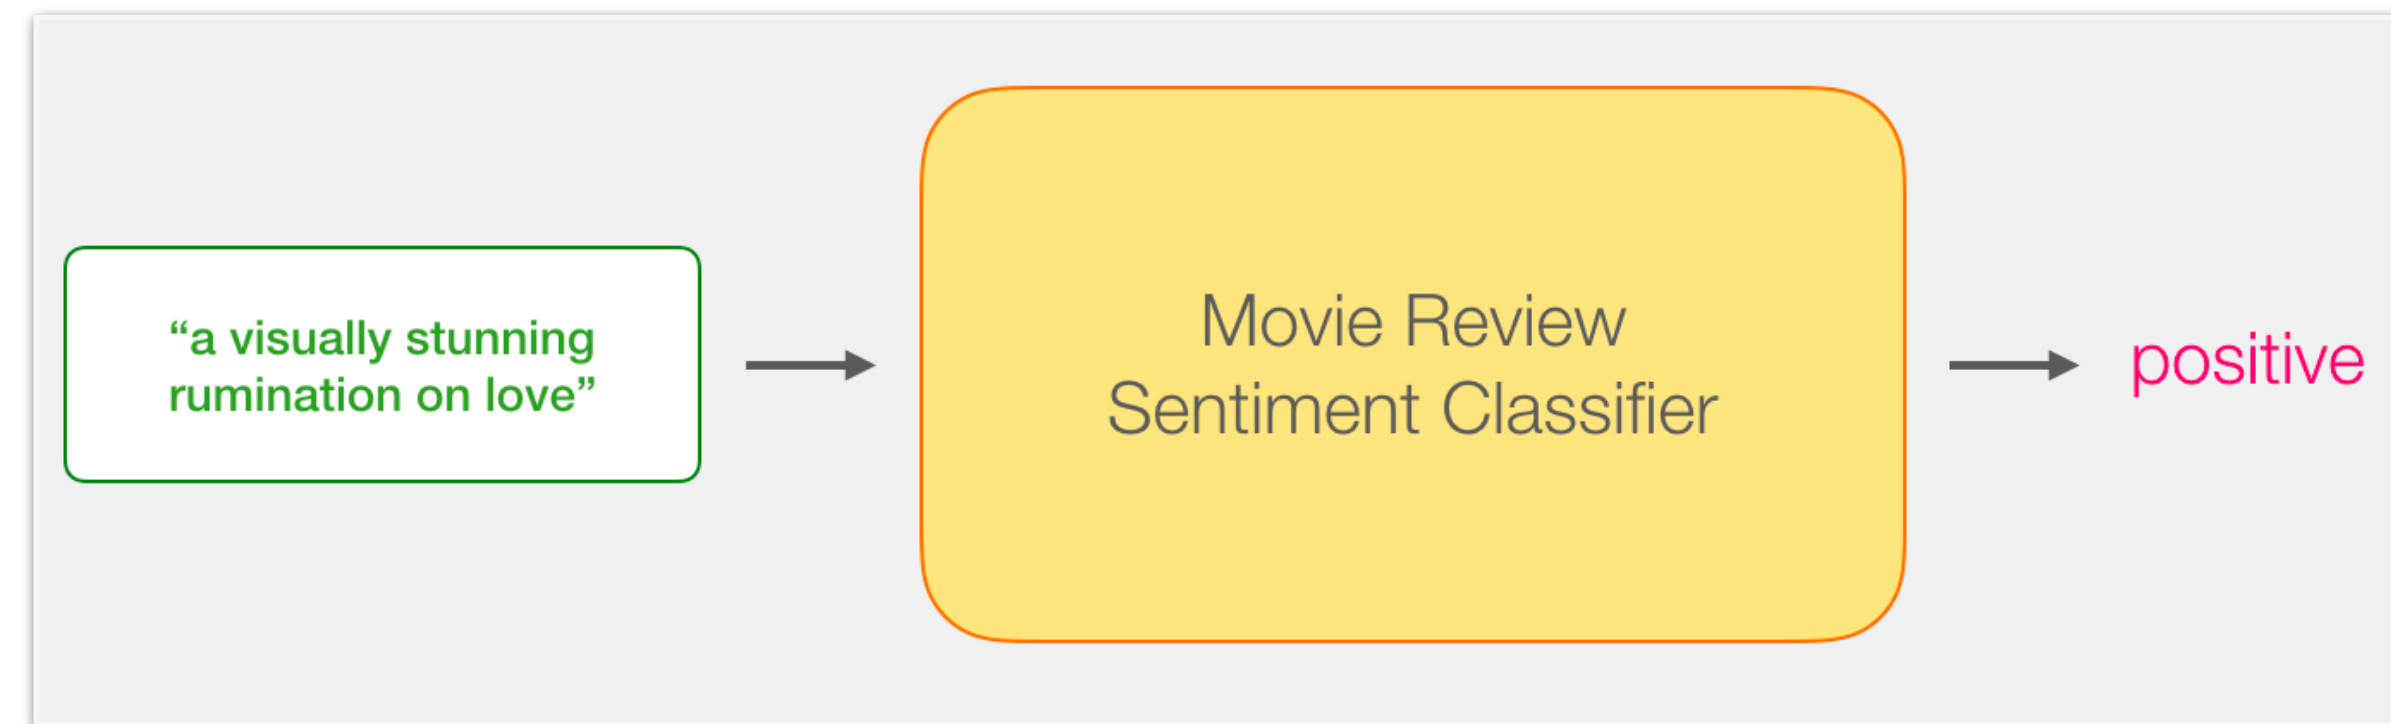 “a visually stunning
rumination on love”
Movie Review
Sentiment Classifier
positive